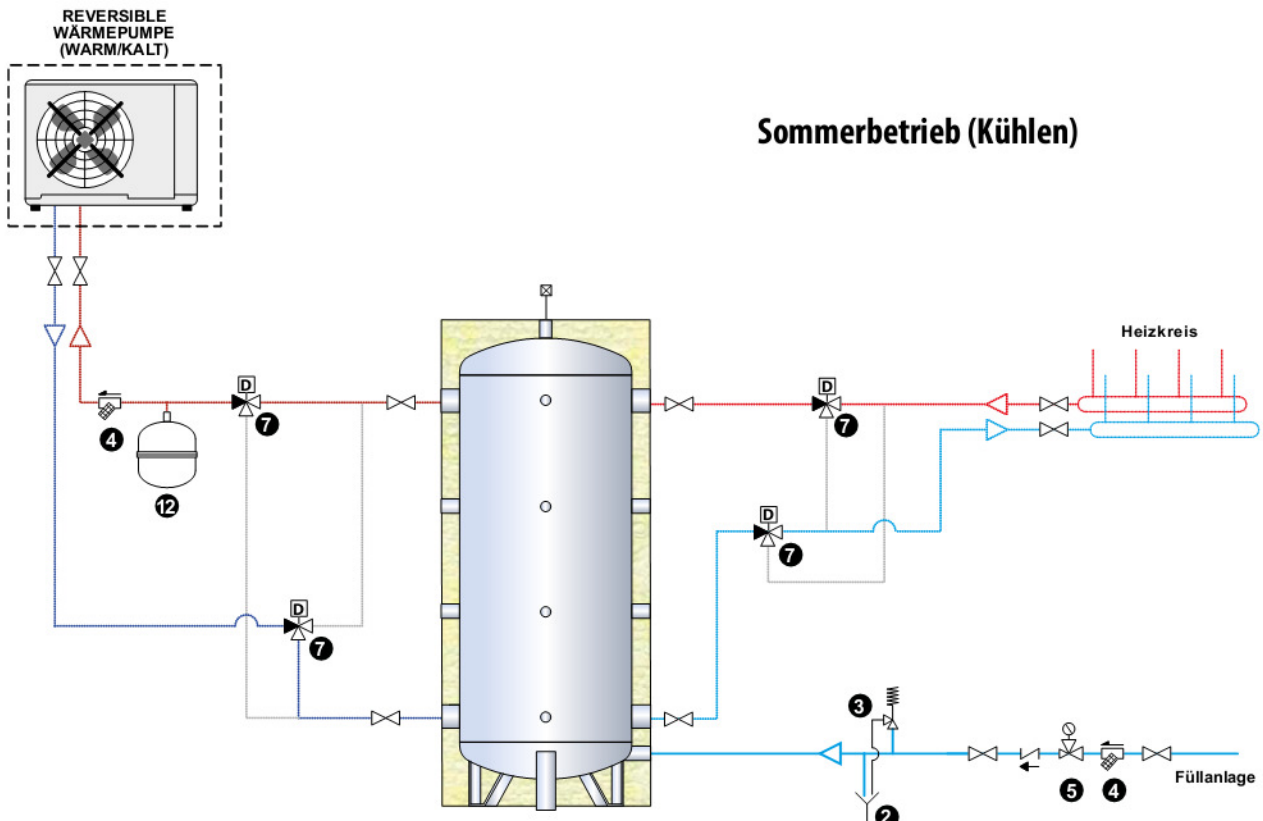 REVERSIBLE
WÄRMEPUMPE
(WARM/KALT)
Sommerbetrieb (Kühlen)
Heizkreis
D
D
4
7
7
12
D
7
D
7
3
Füllanlage
5
4
2